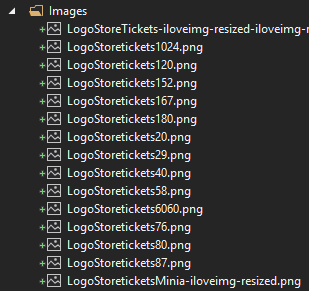 Images
LogoStoreTickets-iloveimg-resized-iloveimg-r
LogoStoretickets1024.png
LogoStoretickets120.png
LogoStoretickets152.png
LogoStoretickets167.png
LogoStoretickets180.png
LogoStoretickets20.png
LogoStoretickets29.png
LogoStoretickets40.png
LogoStoretickets58.png
LogoStoretickets6060.png
LogoStoretickets76.png
LogoStoretickets80.png
LogoStoretickets87.png
LogoStoreticketsMinia-iloveimg-resized.png